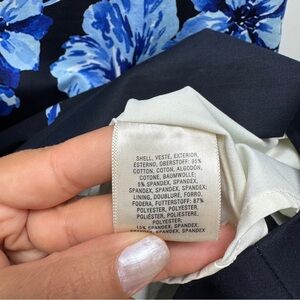 SHELL, VESTE, EXTERIOR,
ESTERNO, OBERSTOFF: 95%
COTTON, COTON, ALGODÓN,
COTONE, BAUMWOLLE;
5% SPANDEX, SPANDEX,
SPANDEX, SPANDEX, SPANDEX;
LINING, DOUBLURE, FORRO,
FODERA, FUTTERSTOFF: 87%
POLYESTER, POLYESTER,
POLIÉSTER, POLIESTERE,
POLYESTER;
13% SPANDEX, SPANDEX,
SPANDEX, SPANDEX, SPANDEX